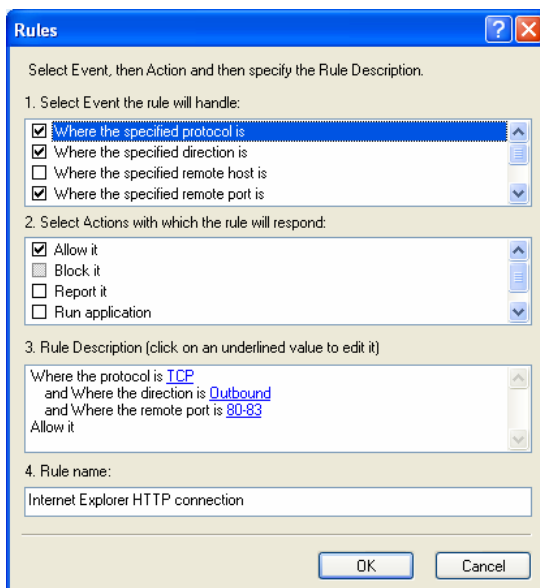 Rules
Select Event, then Action and then specify the Rule Description.
1. Select Event the rule will handle:
Where the specified protocol is
Where the specified direction is
Where the specified remote host is
Where the specified remote port is
2. Select Actions with which the rule will respond:
Allow it
Block it
Report it
Run application
3. Rule Description (click on an underlined value to edit it)
Where the protocol is TCP
and Where the direction is Outbound
and Where the remote port is 80-83
Allow it
4. Rule name:
Internet Explorer HTTP connection
OK Cancel